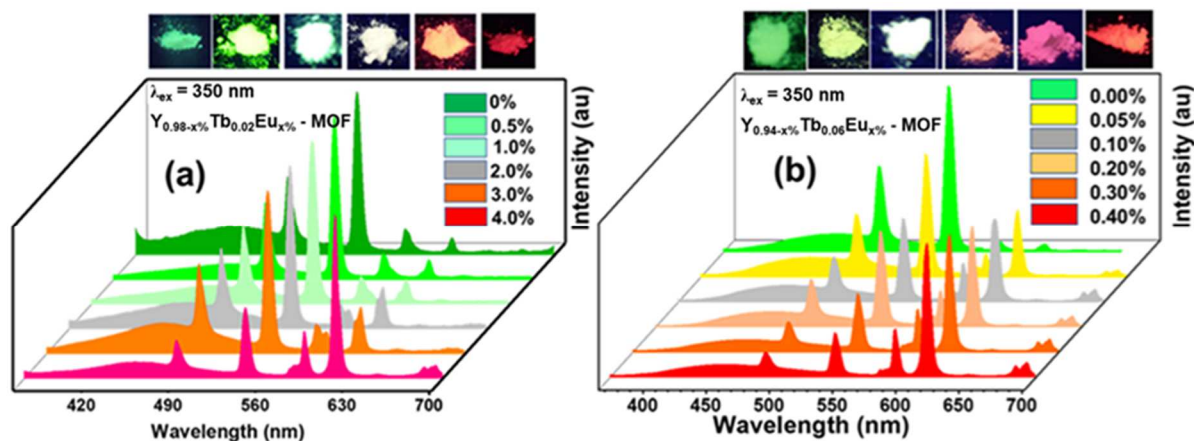 (a)
λex = 350 nm
Y0.98-x%Tb0.02Eux% - MOF
0%
0.5%
1.0%
2.0%
3.0%
4.0%
Intensity (au)
420 490 560 630 700
Wavelength (nm)
(b)
λex = 350 nm
Y0.94-x%Tb0.06Eux% - MOF
0.00%
0.05%
0.10%
0.20%
0.30%
0.40%
Intensity (au)
400 450 500 550 600 650 700
Wavelength (nm)